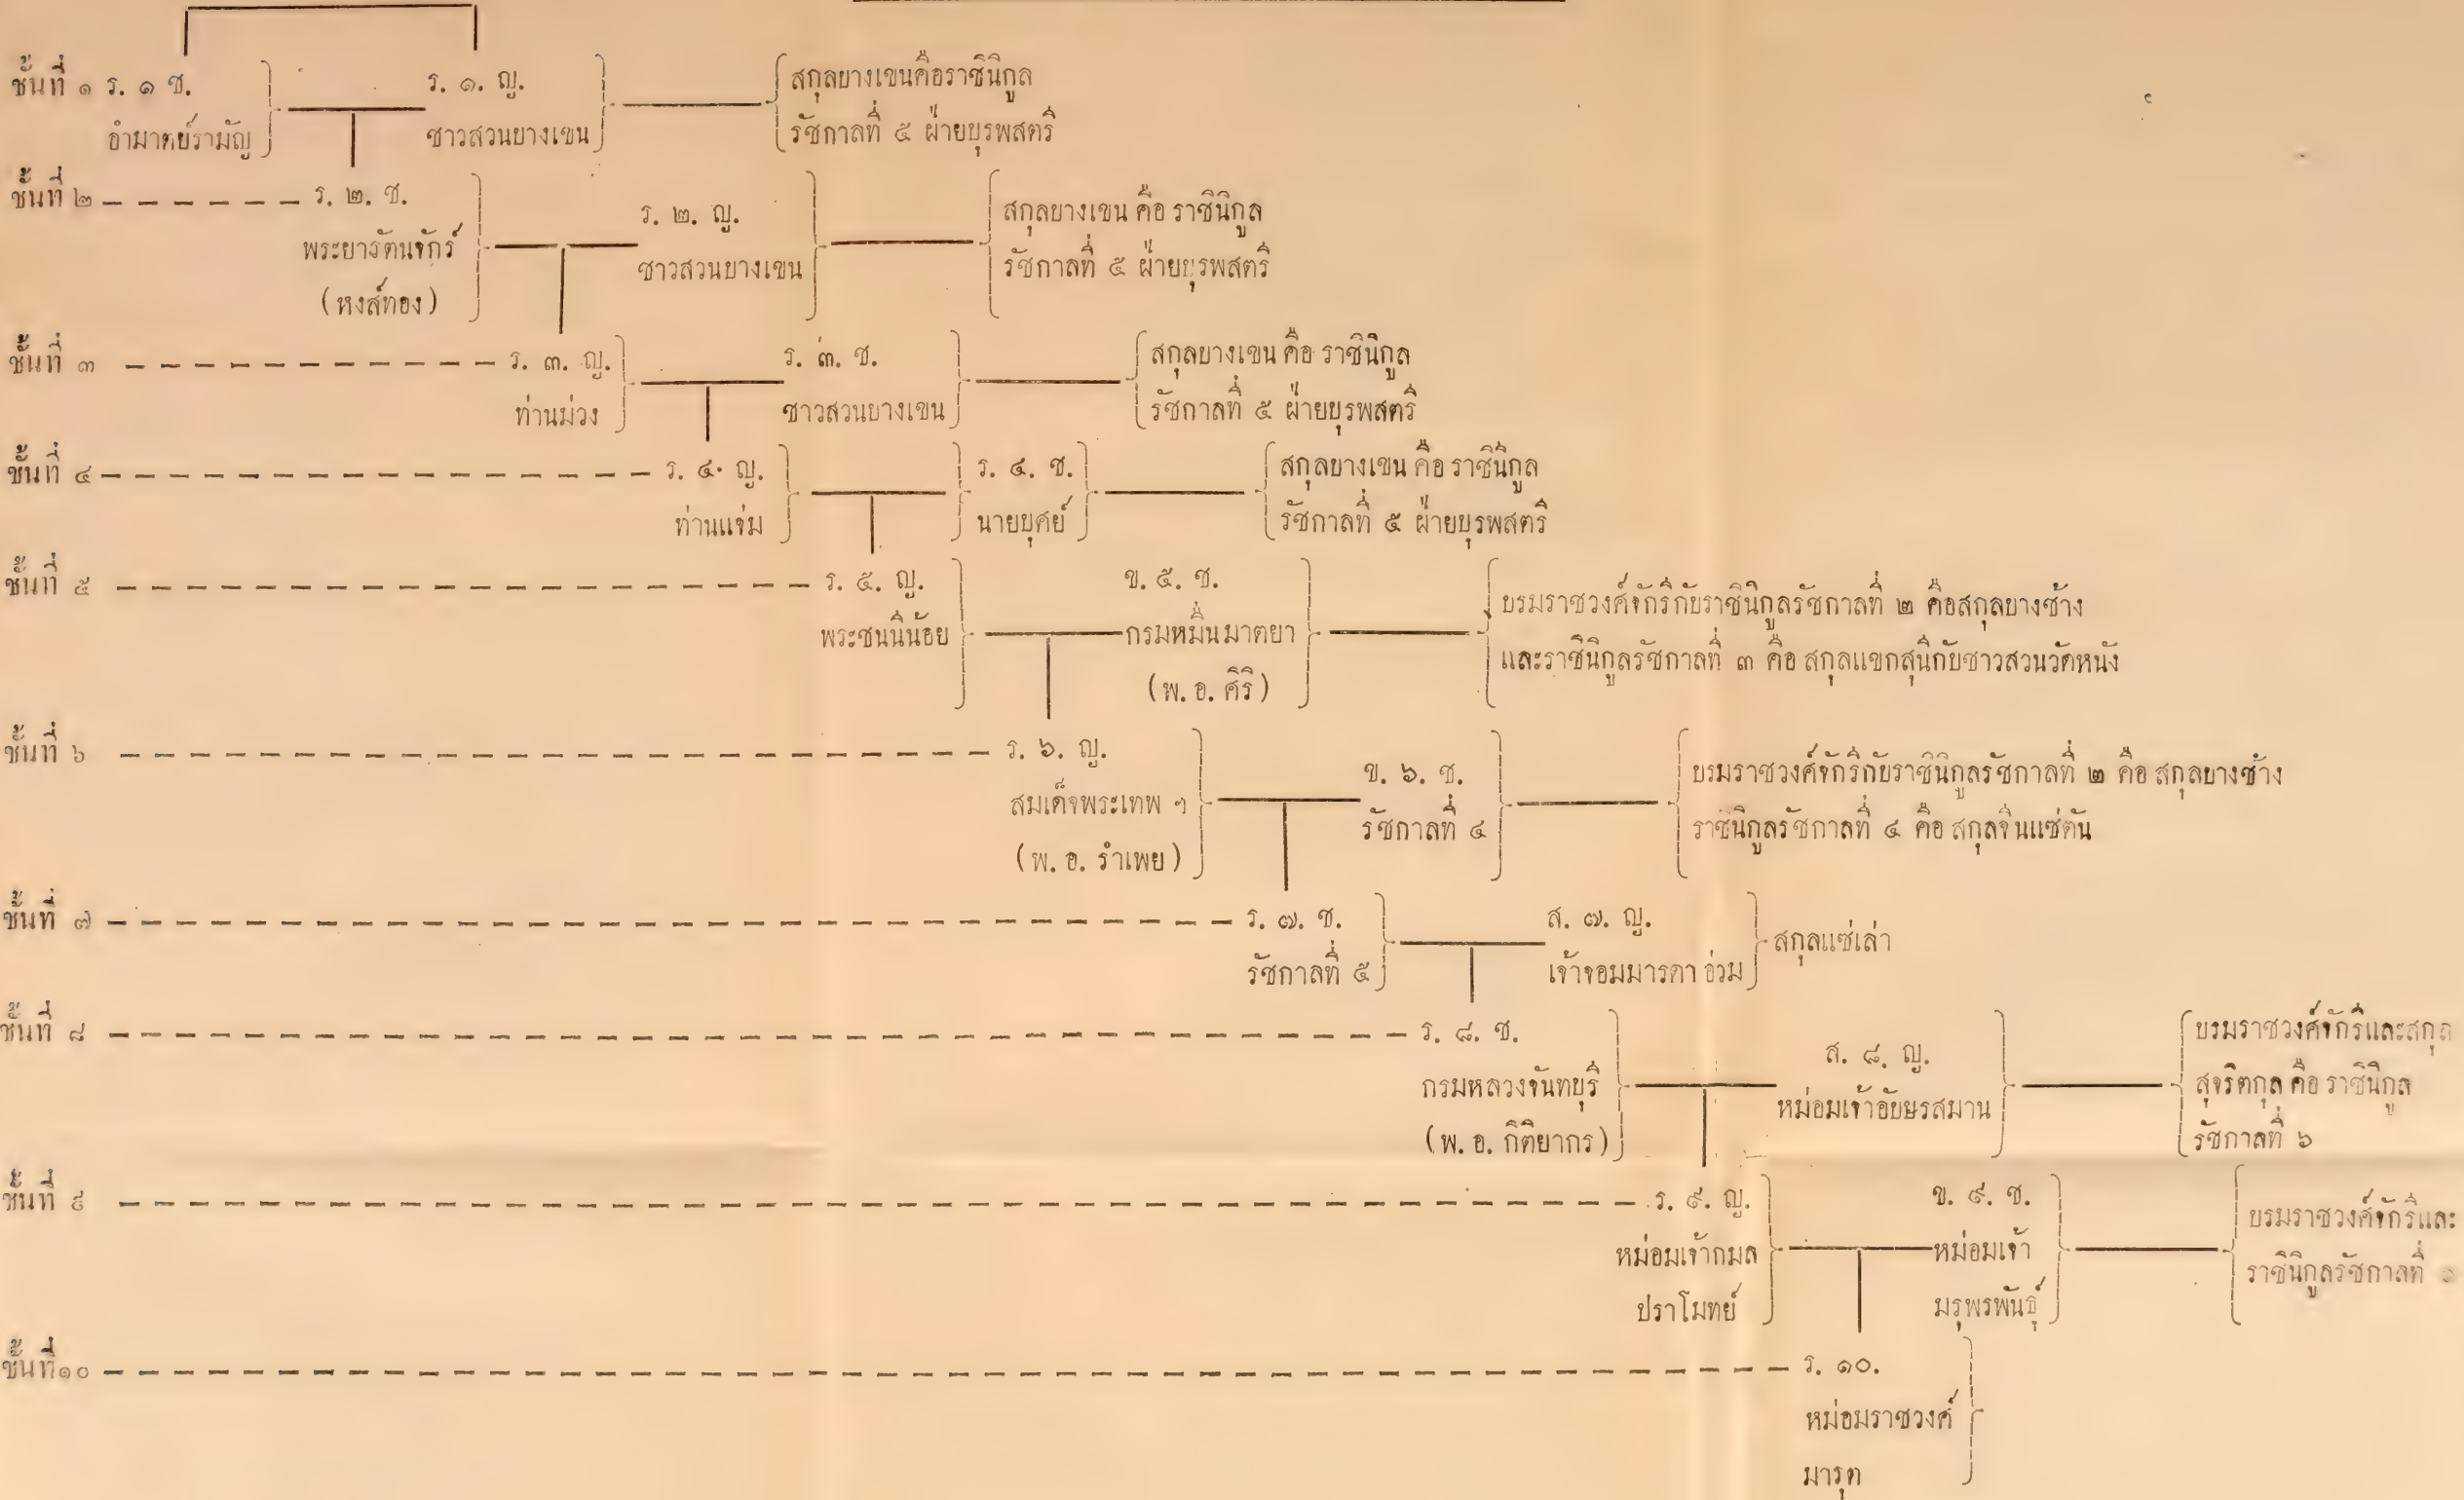 ชั้นที่ ๑ ร. ๑ ช.
อำมาตย์รามัญ
ร. ๑. ญ.
ชาวสวนบางเขน
สกุลบางเขนคือราชินิกูล
รัชกาลที่ ๕ ฝ่ายบุรพสตรี
ชั้นที่ ๒
ร. ๒. ช.
พระยารัตนจักร์
(หงส์ทอง)
ร. ๒. ญ.
ชาวสวนบางเขน
สกุลบางเขน คือ ราชินิกูล
รัชกาลที่ ๕ ฝ่ายบุรพสตรี
ชั้นที่ ๓
ร. ๓. ญ.
ท่านม่วง
ร. ๓. ช.
ชาวสวนบางเขน
สกุลบางเขน คือ ราชินิกูล
รัชกาลที่ ๕ ฝ่ายบุรพสตรี
ชั้นที่ ๔
ร. ๔. ญ.
ท่านแจ่ม
ร. ๔. ช.
นายบุศย์
สกุลบางเขน คือ ราชินิกูล
รัชกาลที่ ๕ ฝ่ายบุรพสตรี
ชั้นที่ ๕
ร. ๕. ญ.
พระชนนีน้อย
ข. ๕. ช.
กรมหมื่นมาตยา
(พ. อ. ศิริ)
บรมราชวงศ์จักรีกับราชินิกูลรัชกาลที่ ๒ คือสกุลบางช้าง
และราชินิกูลรัชกาลที่ ๓ คือ สกุลแขกสุนีกับชาวสวนวัดหนัง
ชั้นที่ ๖
ร. ๖. ญ.
สมเด็จพระเทพ ฯ
(พ. อ. รำเพย)
ข. ๖. ช.
รัชกาลที่ ๔
บรมราชวงศ์จักรีกับราชินิกูลรัชกาลที่ ๒ คือ สกุลบางช้าง
ราชินิกูลรัชกาลที่ ๔ คือ สกุลจีนแซ่ตัน
ชั้นที่ ๗
ร. ๗. ช.
รัชกาลที่ ๕
ส. ๗. ญ.
เจ้าจอมมารดา อ่วม
สกุลแซ่เล่า
ชั้นที่ ๘
ร. ๘. ช.
กรมหลวงจันทบุรี
(พ. อ. กิติยากร)
ส. ๘. ญ.
หม่อมเจ้าอัปษรสมาน
บรมราชวงศ์จักรีและสกุล
สุจริตกุล คือ ราชินิกูล
รัชกาลที่ ๖
ชั้นที่ ๙
ร. ๙. ญ.
หม่อมเจ้ากมล
ปราโมทย์
ข. ๙. ช.
หม่อมเจ้า
มรุพรพันธุ์
บรมราชวงศ์จักรีและ
ราชินิกูลรัชกาลที่
ชั้นที่๑๐
ร. ๑๐.
หม่อมราชวงศ์
มารุต